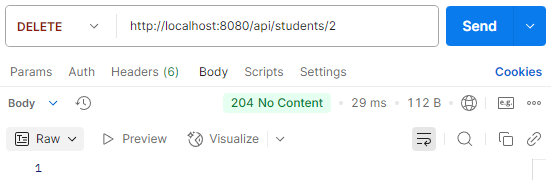 DELETE http://localhost:8080/api/students/2 Send
Params Auth Headers (6) Body Scripts Settings Cookies
Body 204 No Content • 29 ms • 112 B e.g.
Raw Preview Visualize
1